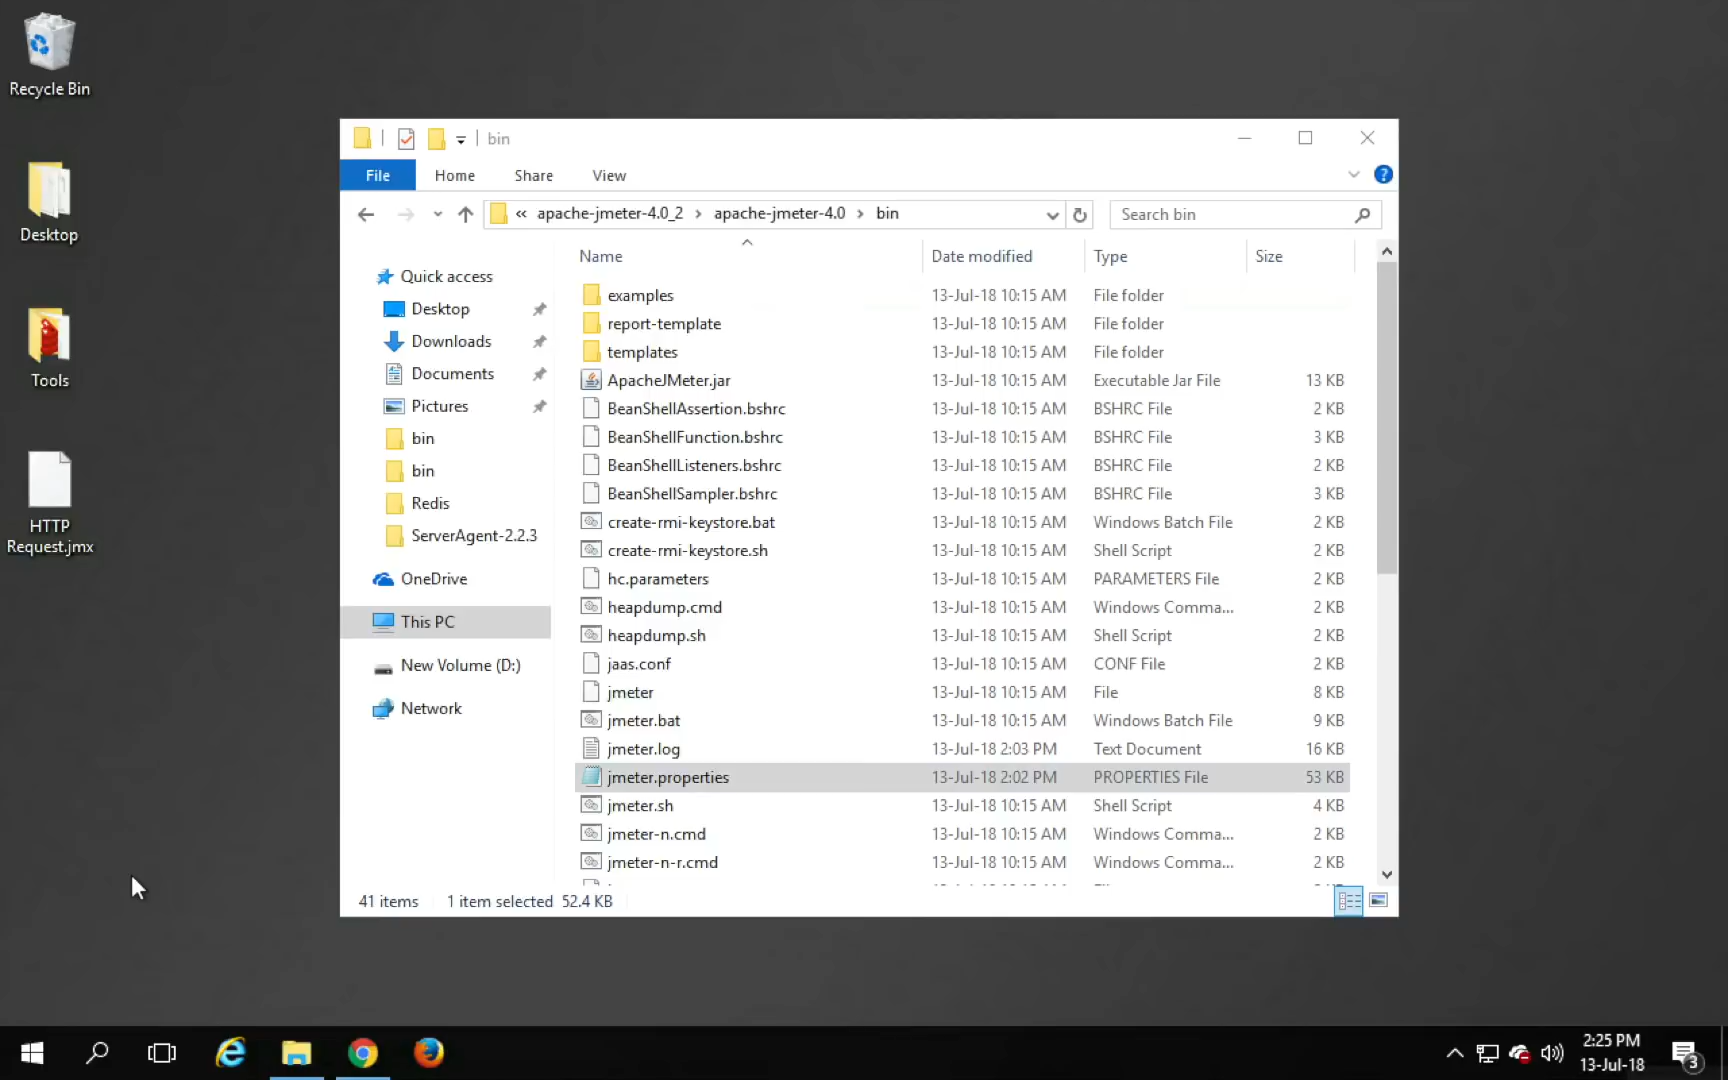 Recycle Bin
Desktop
Tools
HTTP
Request.jmx
bin
File Home Share View
« apache-jmeter-4.0_2 › apache-jmeter-4.0 › bin
Search bin
Name Date modified Type Size
Quick access
Desktop
Downloads
Documents
Pictures
bin
bin
Redis
ServerAgent-2.2.3
OneDrive
This PC
New Volume (D:)
Network
examples 13-Jul-18 10:15 AM File folder
report-template 13-Jul-18 10:15 AM File folder
templates 13-Jul-18 10:15 AM File folder
ApacheJMeter.jar 13-Jul-18 10:15 AM Executable Jar File 13 KB
BeanShellAssertion.bshrc 13-Jul-18 10:15 AM BSHRC File 2 KB
BeanShellFunction.bshrc 13-Jul-18 10:15 AM BSHRC File 3 KB
BeanShellListeners.bshrc 13-Jul-18 10:15 AM BSHRC File 2 KB
BeanShellSampler.bshrc 13-Jul-18 10:15 AM BSHRC File 3 KB
create-rmi-keystore.bat 13-Jul-18 10:15 AM Windows Batch File 2 KB
create-rmi-keystore.sh 13-Jul-18 10:15 AM Shell Script 2 KB
hc.parameters 13-Jul-18 10:15 AM PARAMETERS File 2 KB
heapdump.cmd 13-Jul-18 10:15 AM Windows Comma... 2 KB
heapdump.sh 13-Jul-18 10:15 AM Shell Script 2 KB
jaas.conf 13-Jul-18 10:15 AM CONF File 2 KB
jmeter 13-Jul-18 10:15 AM File 8 KB
jmeter.bat 13-Jul-18 10:15 AM Windows Batch File 9 KB
jmeter.log 13-Jul-18 2:03 PM Text Document 16 KB
jmeter.properties 13-Jul-18 2:02 PM PROPERTIES File 53 KB
jmeter.sh 13-Jul-18 10:15 AM Shell Script 4 KB
jmeter-n.cmd 13-Jul-18 10:15 AM Windows Comma... 2 KB
jmeter-n-r.cmd 13-Jul-18 10:15 AM Windows Comma... 2 KB
41 items 1 item selected 52.4 KB
2:25 PM
13-Jul-18
3